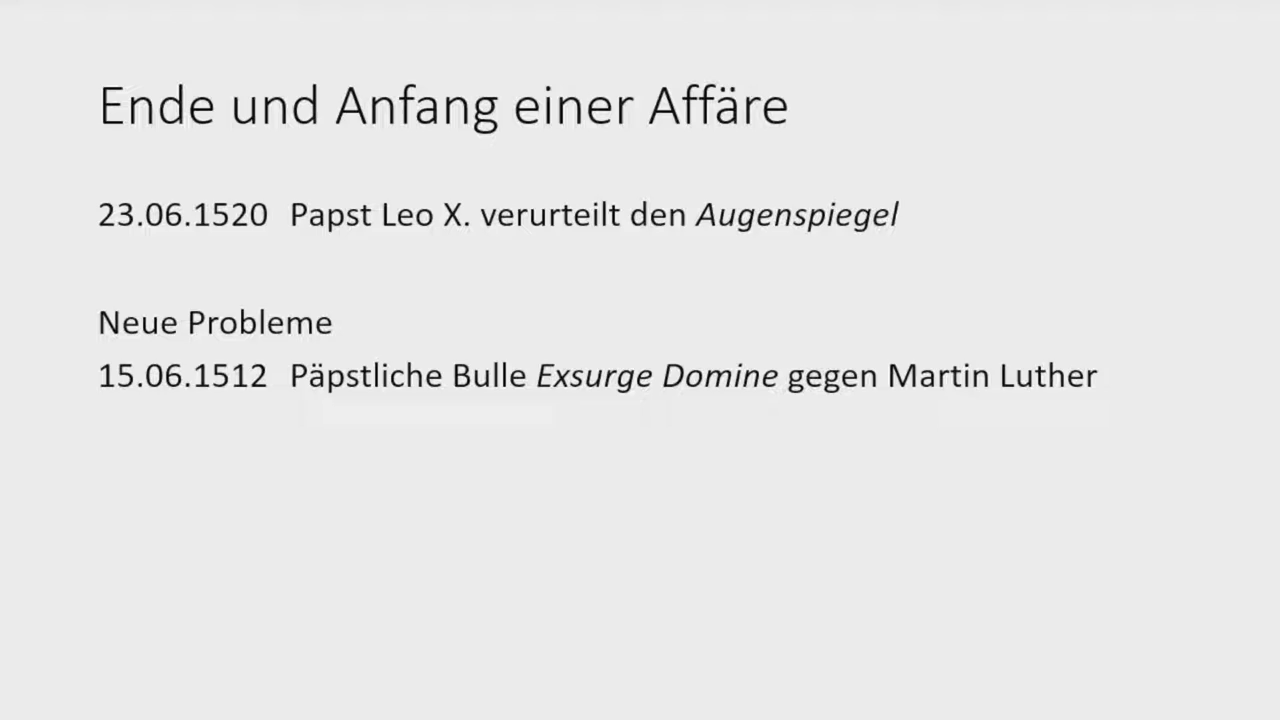 Ende und Anfang einer Affäre
23.06.1520 Papst Leo X. verurteilt den Augenspiegel
Neue Probleme
15.06.1512 Päpstliche Bulle Exsurge Domine gegen Martin Luther